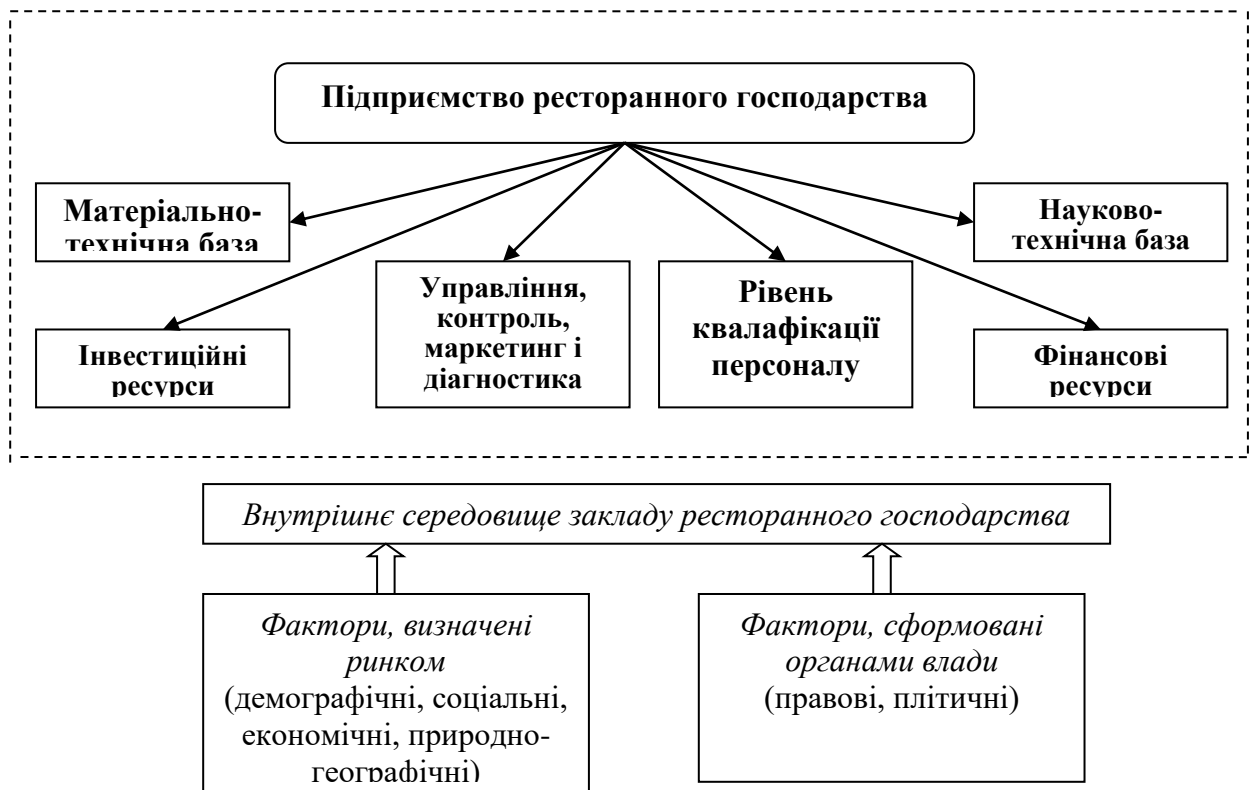 Підприємство ресторанного господарства
Матеріально-
технічна база
Науково-
технічна база
Управління,
контроль,
маркетинг і
діагностика
Рівень
квалафікації
персоналу
Інвестиційні
ресурси
Фінансові
ресурси
Внутрішнє середовище закладу ресторанного господарства
Фактори, визначені
ринком
(демографічні, соціальні,
економічні, природно-
географічні)
Фактори, сформовані
органами влади
(правові, плітичні)